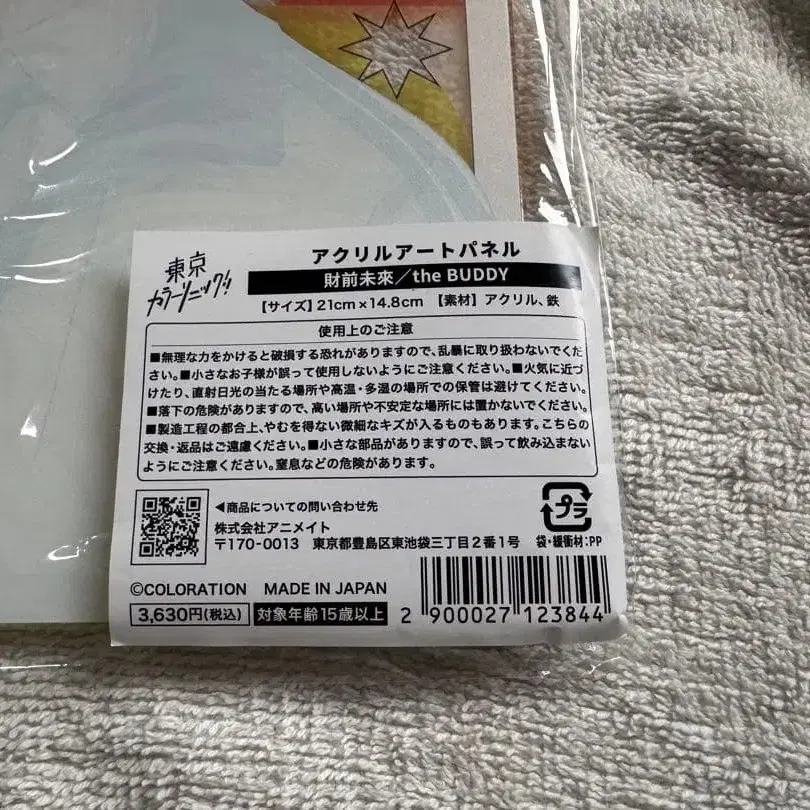 東京
カラーソニック!!
アクリルアートパネル
財前未來/the BUDDY
【サイズ】21cm×14.8cm 【素材】アクリル、鉄
使用上のご注意
■無理な力をかけると破損する恐れがありますので、乱暴に取り扱わないでくだ
さい。■小さなお子様が誤って使用しないようにご注意ください。■火気に近づ
けたり、直射日光の当たる場所や高温・多湿の場所での保管は避けてください。
■落下の危険がありますので、高い場所や不安定な場所には置かないでください。
■製造工程の都合上、やむを得ない微細なキズが入るものもあります。こちらの
交換・返品はご遠慮ください。■小さな部品がありますので、誤って飲み込まない
ようにご注意ください。窒息などの危険があります。
◀商品についての問い合わせ先
株式会社アニメイト
〒170-0013 東京都豊島区東池袋三丁目2番1号
プラ
袋・緩衝材:PP
©COLORATION MADE IN JAPAN
3,630円(税込) 対象年齢15歳以上
2 900027 123844